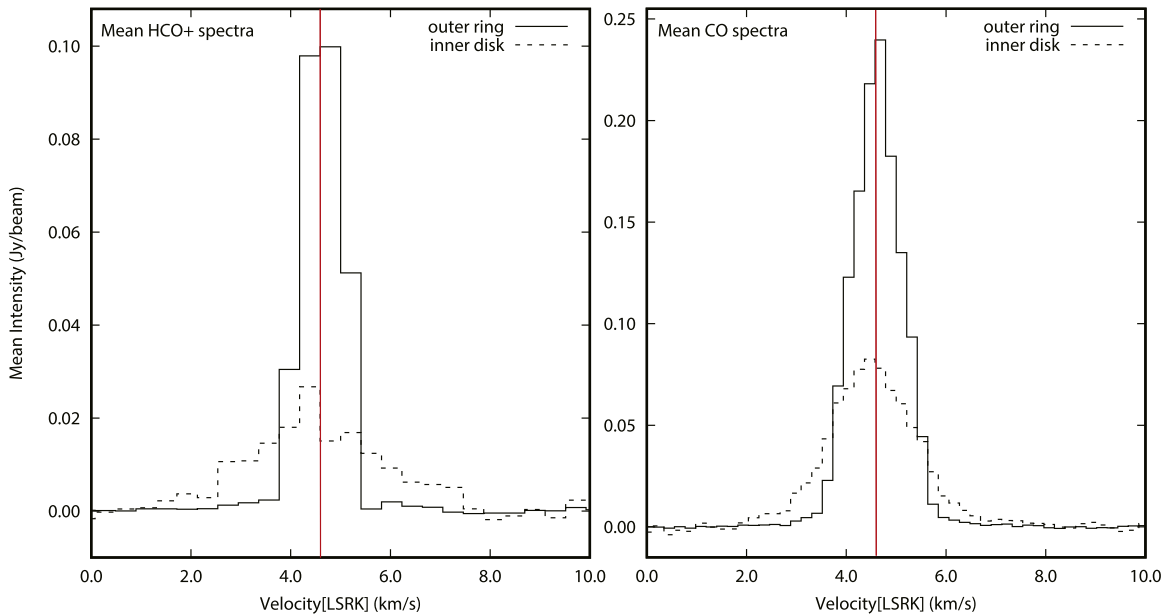 Mean HCO+ spectra
outer ring
inner disk
0.10
0.08
0.06
0.04
0.02
0.00
Mean Intensity (Jy/beam)
0.0 2.0 4.0 6.0 8.0 10.0
Velocity[LSRK] (km/s)
Mean CO spectra
outer ring
inner disk
0.25
0.20
0.15
0.10
0.05
0.00
0.0 2.0 4.0 6.0 8.0 10.0
Velocity[LSRK] (km/s)